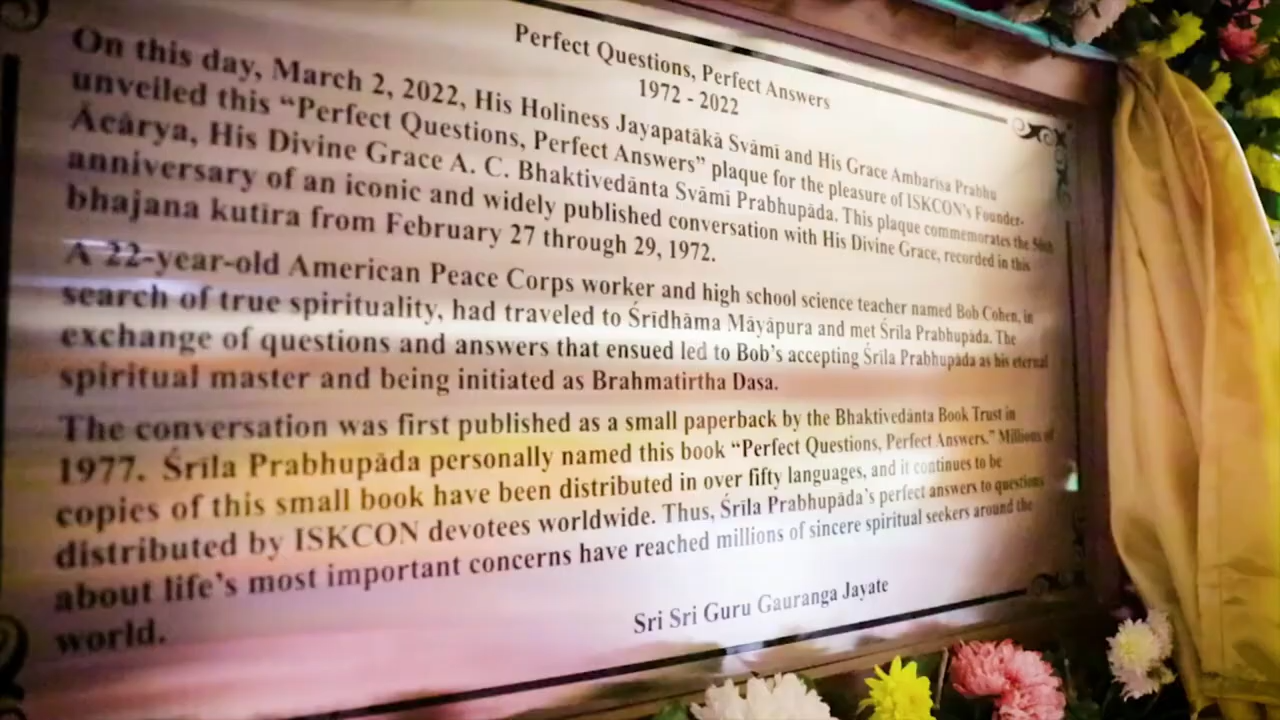 Perfect Questions, Perfect Answers
1972 - 2022
On this day, March 2, 2022, His Holiness Jayapatākā Svāmī and His Grace Ambarīsa Prabhu
unveiled this “Perfect Questions, Perfect Answers” plaque for the pleasure of ISKCON's Founder-
Ācārya, His Divine Grace A. C. Bhaktivedānta Svāmī Prabhupāda. This plaque commemorates the 50th
anniversary of an iconic and widely published conversation with His Divine Grace, recorded in this
bhajana kutīra from February 27 through 29, 1972.
A 22-year-old American Peace Corps worker and high school science teacher named Bob Cohen, in
search of true spirituality, had traveled to Śrīdhāma Māyāpura and met Śrīla Prabhupāda. The
exchange of questions and answers that ensued led to Bob's accepting Śrīla Prabhupāda as his eternal
spiritual master and being initiated as Brahmatirtha Dasa.
The conversation was first published as a small paperback by the Bhaktivedānta Book Trust in
1977. Śrīla Prabhupāda personally named this book “Perfect Questions, Perfect Answers.” Millions of
copies of this small book have been distributed in over fifty languages, and it continues to be
distributed by ISKCON devotees worldwide. Thus, Śrīla Prabhupāda's perfect answers to questions
about life's most important concerns have reached millions of sincere spiritual seekers around the
world.
Sri Sri Guru Gauranga Jayate